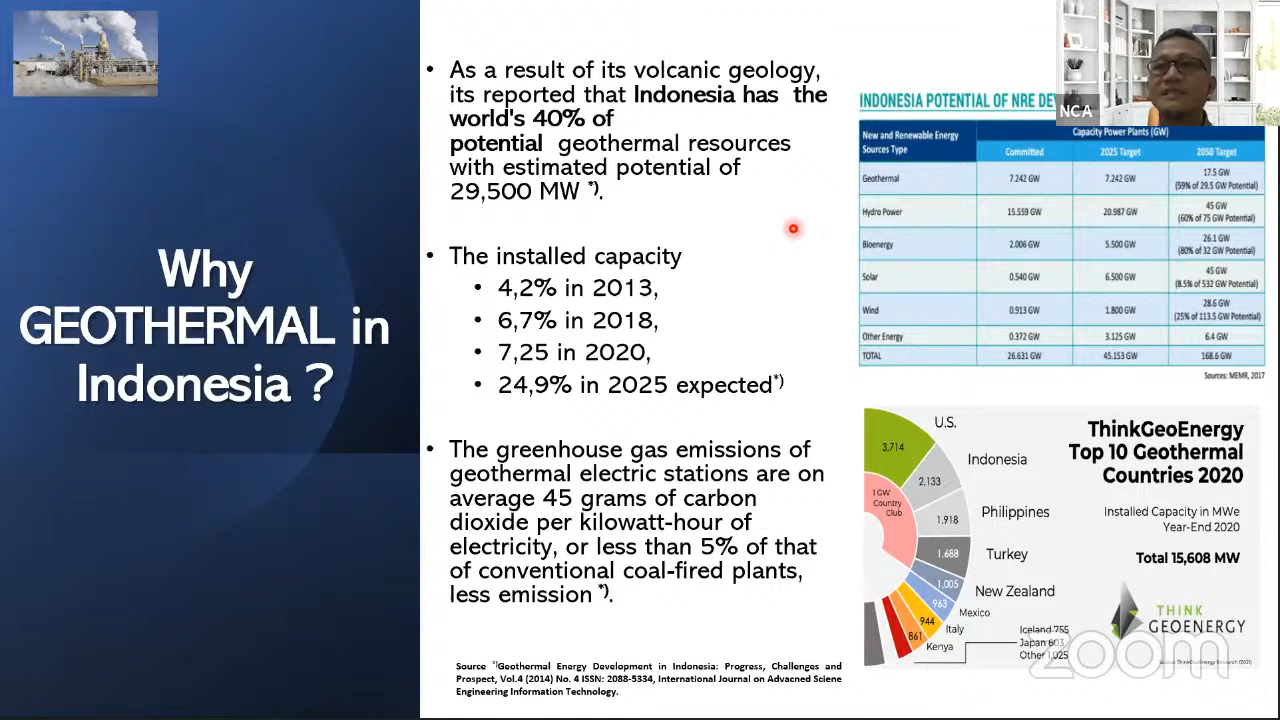 Why
GEOTHERMAL in
Indonesia ?
• As a result of its volcanic geology,
its reported that Indonesia has the
world's 40% of
potential geothermal resources
with estimated potential of
29,500 MW *).
• The installed capacity
• 4,2% in 2013,
• 6,7% in 2018,
• 7,25 in 2020,
• 24,9% in 2025 expected*)
• The greenhouse gas emissions of
geothermal electric stations are on
average 45 grams of carbon
dioxide per kilowatt-hour of
electricity, or less than 5% of that
of conventional coal-fired plants,
less emission *).
Source *)Geothermal Energy Development in Indonesia: Progress, Challenges and
Prospect, Vol.4 (2014) No. 4 ISSN: 2088-5334, International Journal on Advacned Sciene
Engineering Information Technology.
NCA
INDONESIA POTENTIAL OF NRE DE
New and Renewable Energy
Sources Type
Capacity Power Plants (GW)
Committed 2025 Target 2050 Target
Geothermal 7.242 GW 7.242 GW 17.5 GW
(59% of 29.5 GW Potential)
Hydro Power 15.559 GW 20.987 GW 45 GW
(60% of 75 GW Potential)
Bioenergy 2.006 GW 5.500 GW 26.1 GW
(80% of 32 GW Potential)
Solar 0.540 GW 6.500 GW 45 GW
(8.5% of 532 GW Potential)
Wind 0.913 GW 1.800 GW 28.6 GW
(25% of 113.5 GW Potential)
Other Energy 0.372 GW 3.125 GW 6.4 GW
TOTAL 26.631 GW 45.153 GW 168.6 GW
Sources: MEMR, 2017
ThinkGeoEnergy
Top 10 Geothermal
Countries 2020
Installed Capacity in MWe
Year-End 2020
Total 15,608 MW
1 GW
Country
Club
3,714 U.S.
2,133 Indonesia
1,918 Philippines
1,688 Turkey
1,005 New Zealand
963 Mexico
944 Italy
861 Kenya
Iceland 755
Japan 603
Other 1,025
THINK
GEOENERGY
Source: ThinkGeoEnergy Research (2021)
zoom